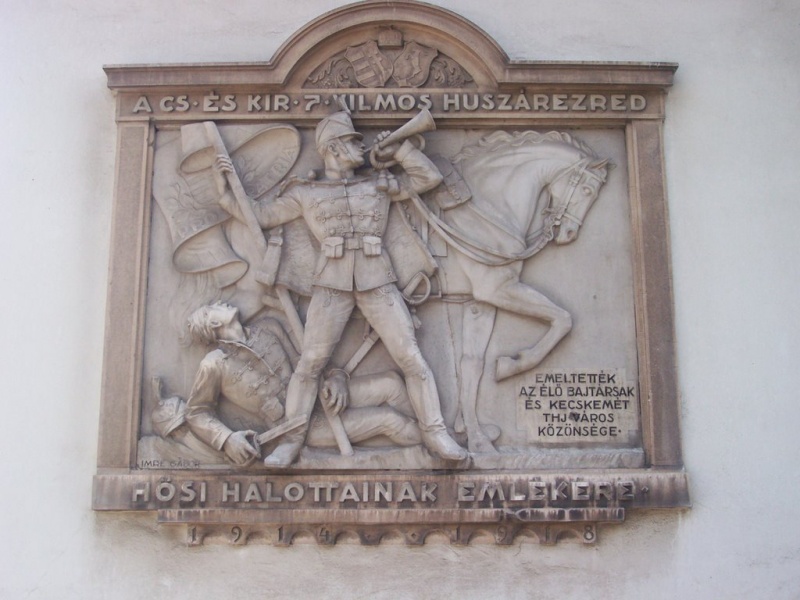 A CS · ÉS KIR · 7 · VILMOS HUSZÁREZRED
EMELTETTÉK
AZ ÉLŐ BAJTÁRSAK
ÉS KECSKEMÉT
THJ VÁROS
KÖZÖNSÉGE ·
IMRE GÁBOR
HŐSI HALOTTAINAK EMLÉKÉRE ·
1914 · 1918